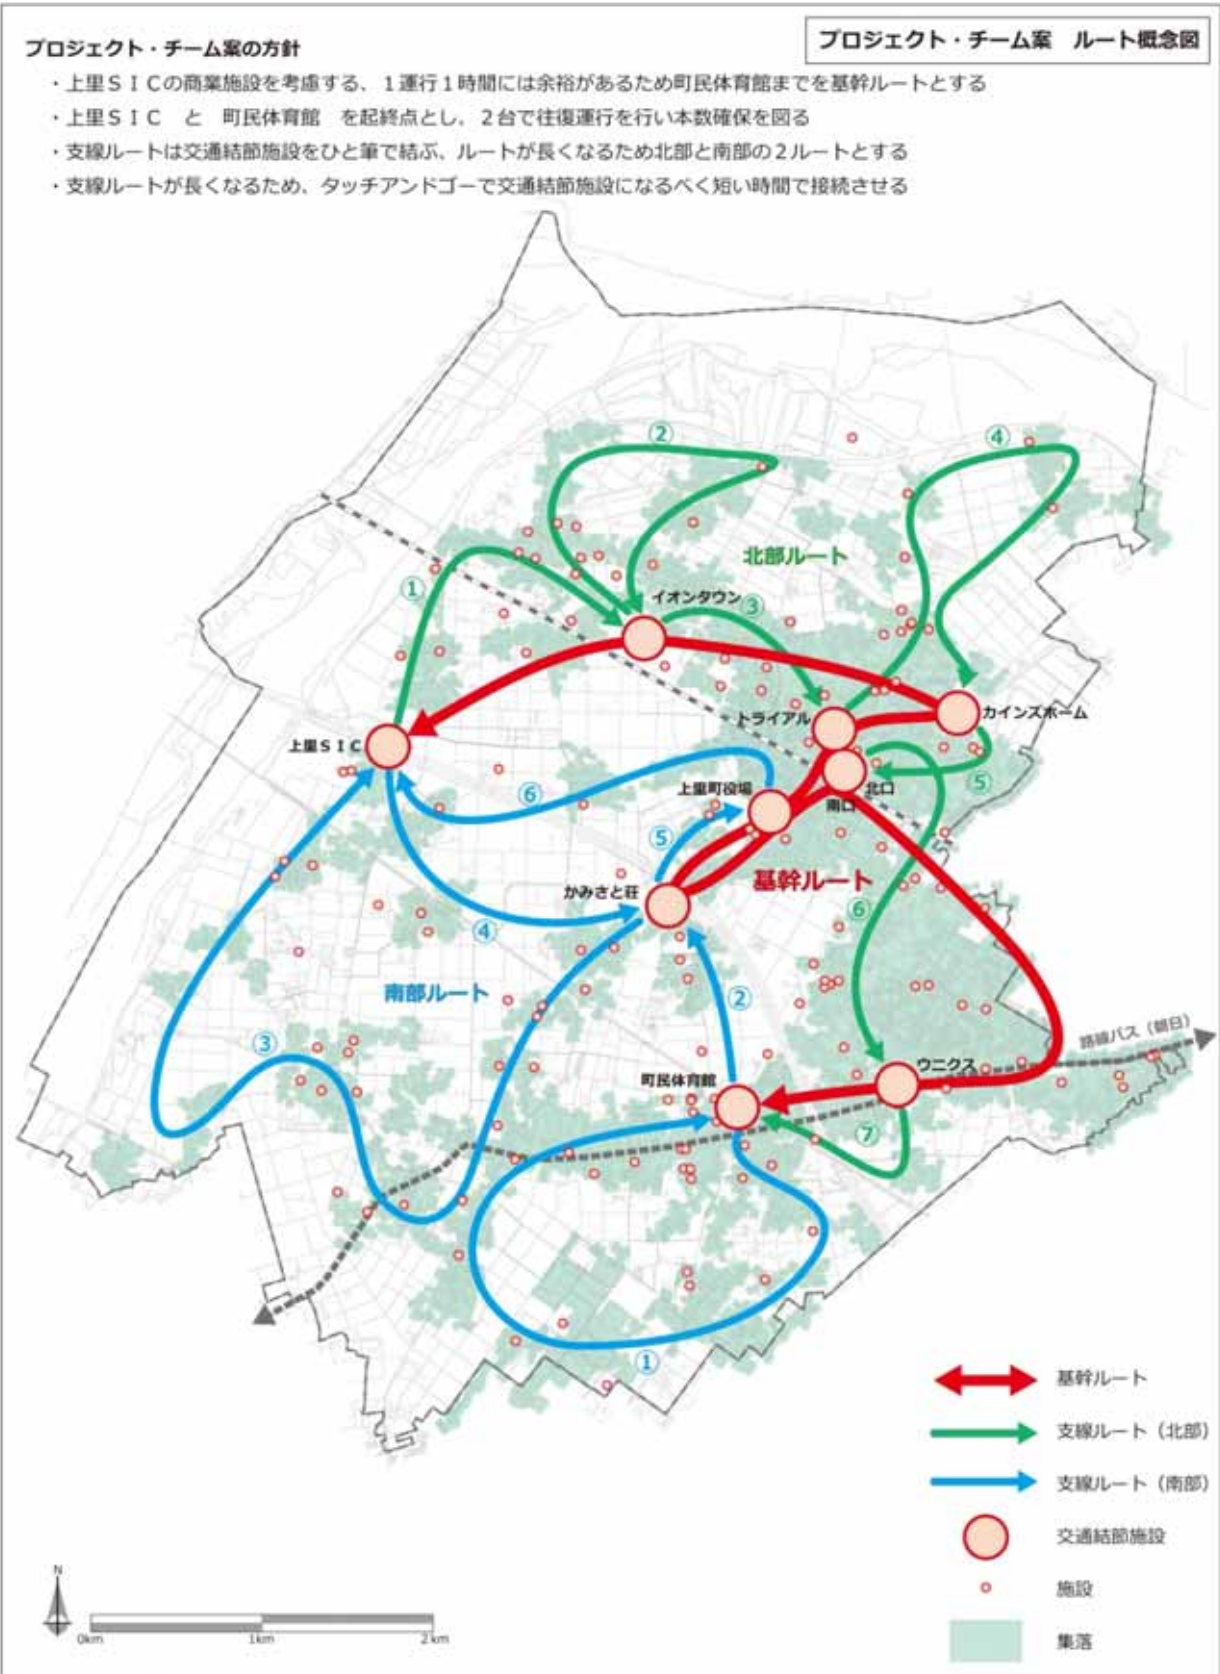 プロジェクト・チーム案　ルート概念図
プロジェクト・チーム案の方針
・上里ＳＩＣの商業施設を考慮する、１運行１時間には余裕があるため町民体育館までを基幹ルートとする
・上里ＳＩＣ　と　町民体育館　を起終点とし、２台で往復運行を行い本数確保を図る
・支線ルートは交通結節施設をひと筆で結ぶ、ルートが長くなるため北部と南部の２ルートとする
・支線ルートが長くなるため、タッチアンドゴーで交通結節施設になるべく短い時間で接続させる
②
④
北部ルート
①
イオンタウン
③
トライアル
カインズホーム
上里ＳＩＣ
⑥
上里町役場
北口
南口
⑤
⑤
かみさと荘
基幹ルート
④
⑥
南部ルート
②
③
路線バス（朝日）
ウニクス
町民体育館
⑦
①
基幹ルート
支線ルート（北部）
支線ルート（南部）
交通結節施設
施設
集落
N
0km
1km
2km